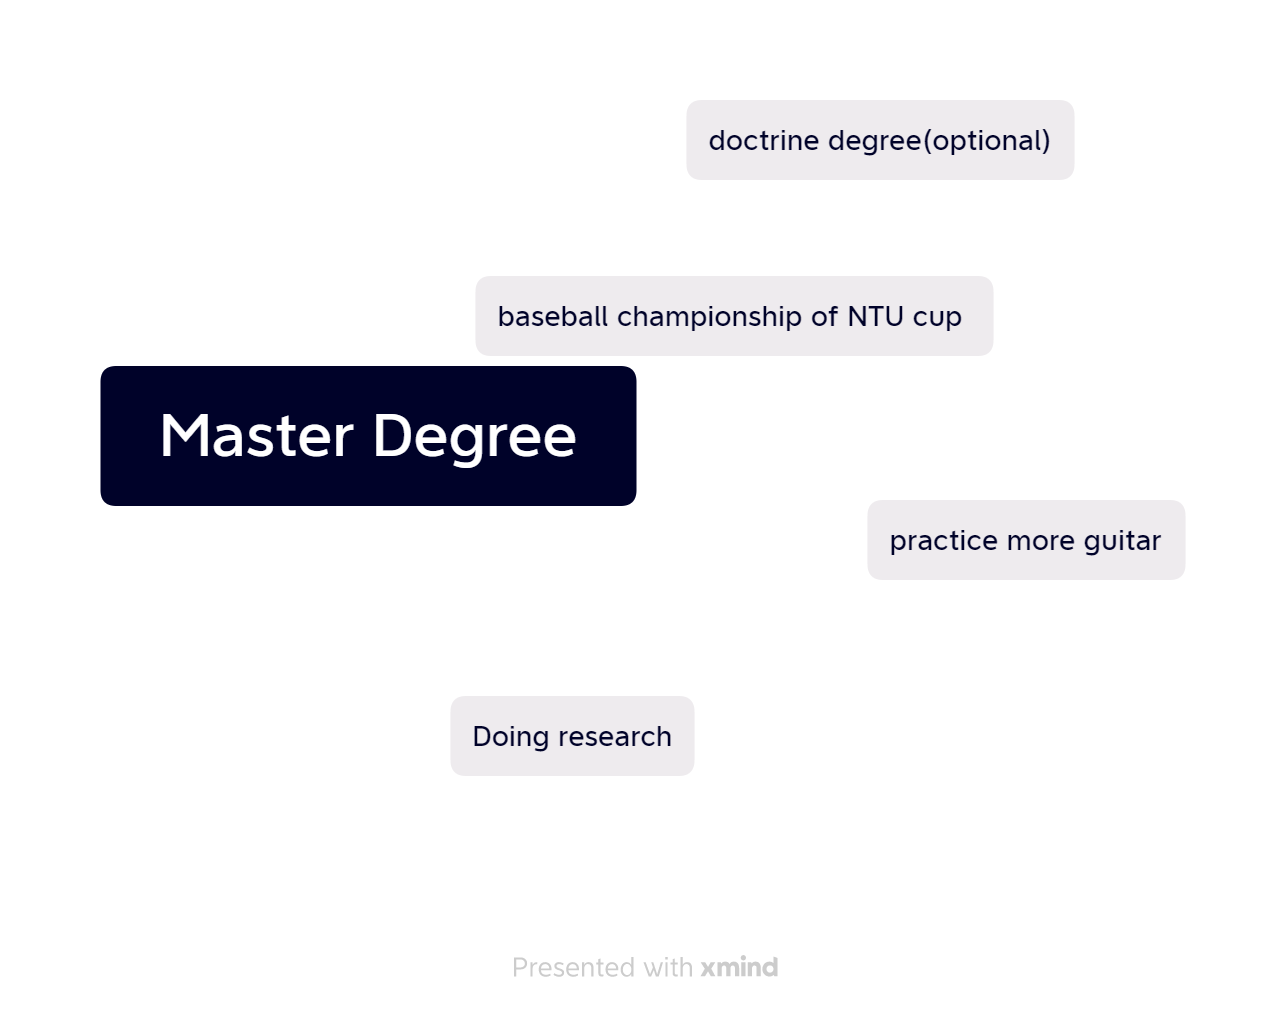 doctrine degree(optional)
baseball championship of NTU cup
Master Degree
practice more guitar
Doing research
Presented with xmind